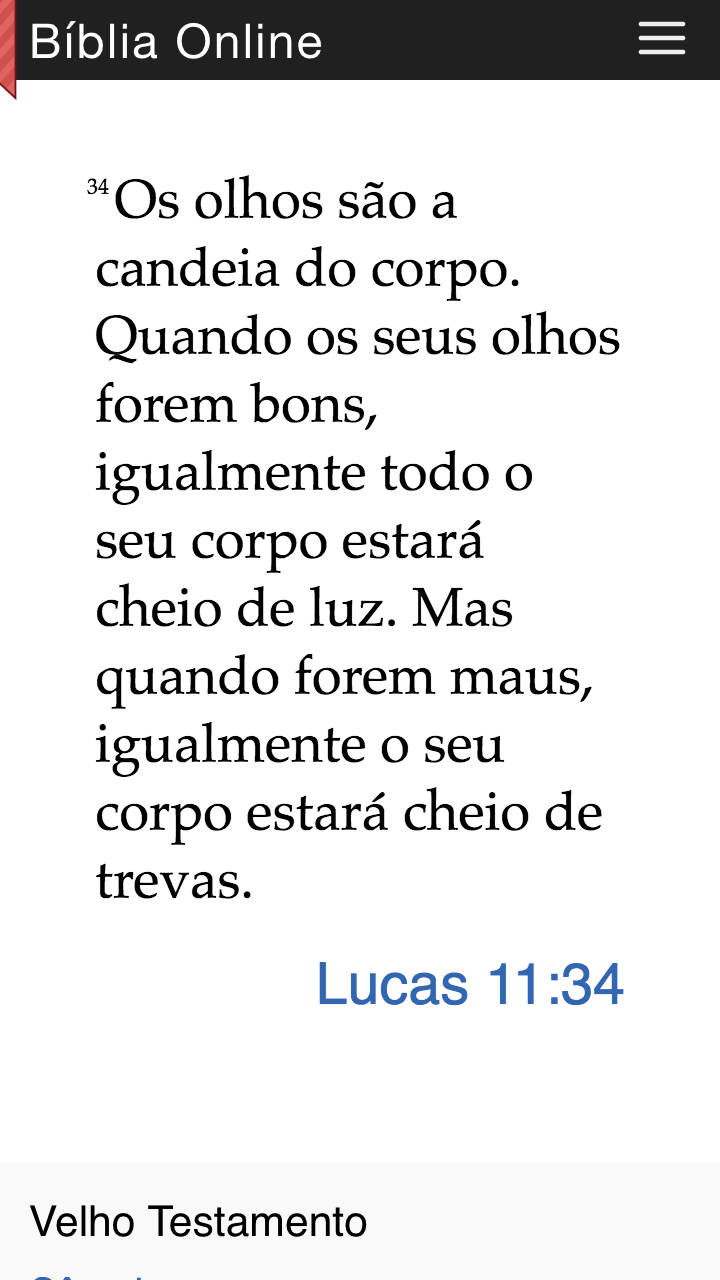 Bíblia Online
34 Os olhos são a
candeia do corpo.
Quando os seus olhos
forem bons,
igualmente todo o
seu corpo estará
cheio de luz. Mas
quando forem maus,
igualmente o seu
corpo estará cheio de
trevas.
Lucas 11:34
Velho Testamento